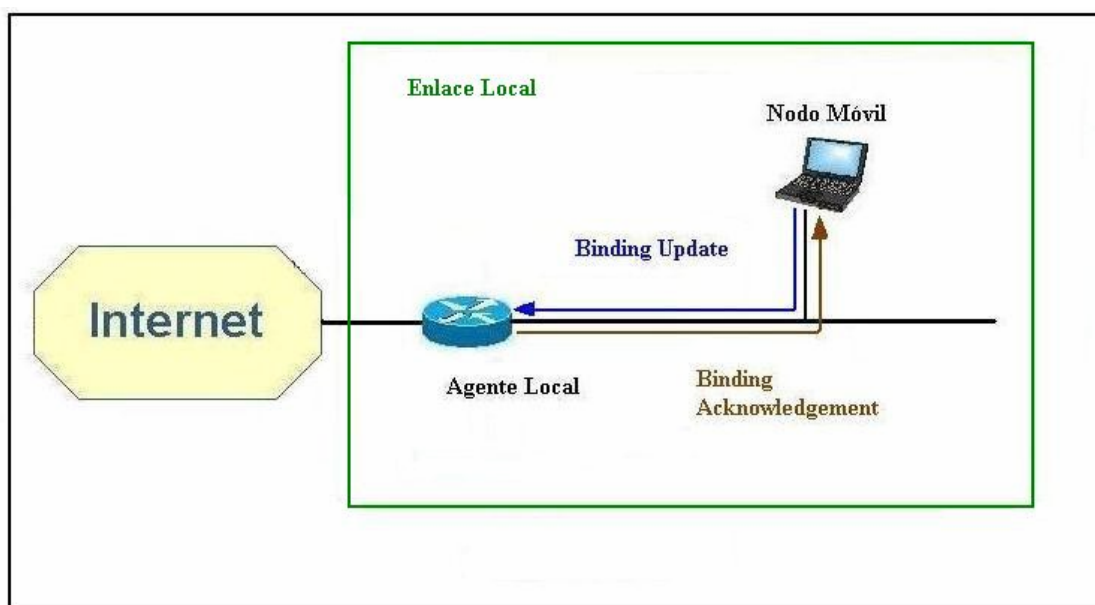 Enlace Local
Nodo Móvil
Binding Update
Internet
Agente Local
Binding
Acknowledgement